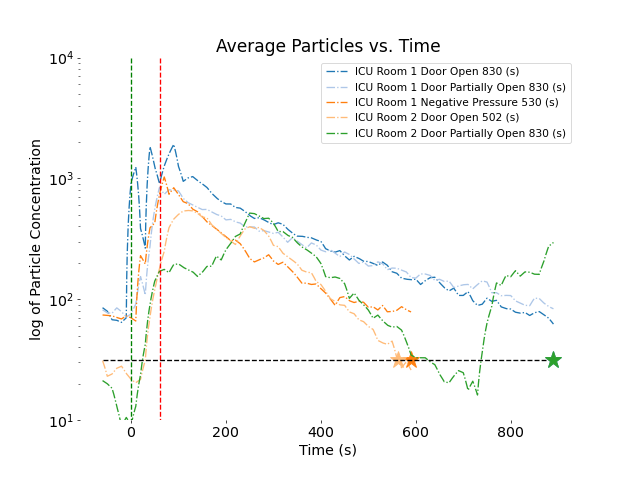 Average Particles vs. Time
ICU Room 1 Door Open 830 (s)
ICU Room 1 Door Partially Open 830 (s)
ICU Room 1 Negative Pressure 530 (s)
ICU Room 2 Door Open 502 (s)
ICU Room 2 Door Partially Open 830 (s)
log of Particle Concentration
10⁴
10³
10²
10¹
0 200 400 600 800
Time (s)